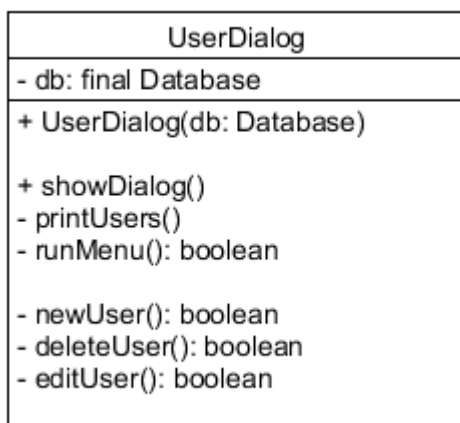 UserDialog
- db: final Database
+ UserDialog(db: Database)
+ showDialog()
- printUsers()
- runMenu(): boolean
- newUser(): boolean
- deleteUser(): boolean
- editUser(): boolean